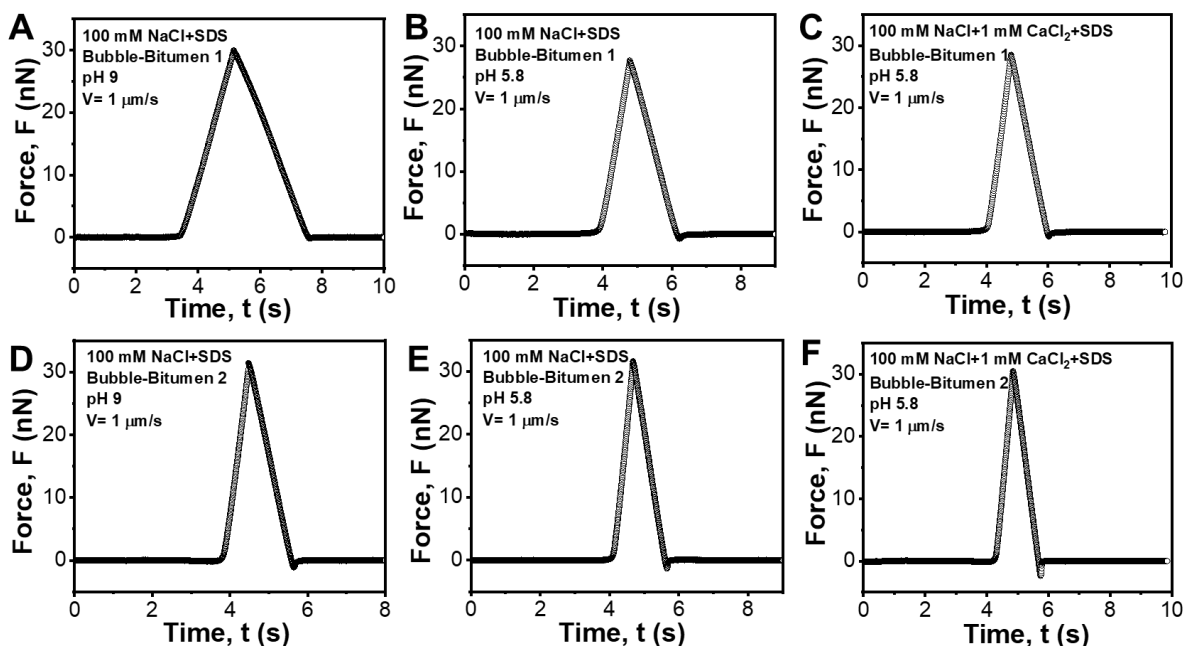 A
100 mM NaCl+SDS
Bubble-Bitumen 1
pH 9
V= 1 μm/s
Force, F (nN)
30
20
10
0
0 2 4 6 8 10
Time, t (s)
B
100 mM NaCl+SDS
Bubble-Bitumen 1
pH 5.8
V= 1 μm/s
Force, F (nN)
30
20
10
0
0 2 4 6 8
Time, t (s)
C
100 mM NaCl+1 mM CaCl₂+SDS
Bubble-Bitumen 1
pH 5.8
V= 1 μm/s
Force, F (nN)
30
20
10
0
0 2 4 6 8 10
Time, t (s)
D
100 mM NaCl+SDS
Bubble-Bitumen 2
pH 9
V= 1 μm/s
Force, F (nN)
30
20
10
0
0 2 4 6 8
Time, t (s)
E
100 mM NaCl+SDS
Bubble-Bitumen 2
pH 5.8
V= 1 μm/s
Force, F (nN)
30
20
10
0
0 2 4 6 8
Time, t (s)
F
100 mM NaCl+1 mM CaCl₂+SDS
Bubble-Bitumen 2
pH 5.8
V= 1 μm/s
Force, F (nN)
30
20
10
0
0 2 4 6 8 10
Time, t (s)